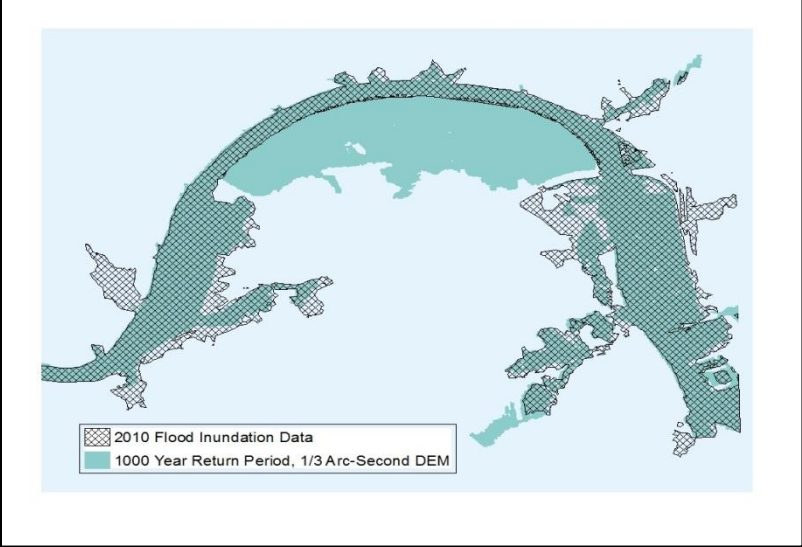 2010 Flood Inundation Data
1000 Year Return Period, 1/3 Arc-Second DEM